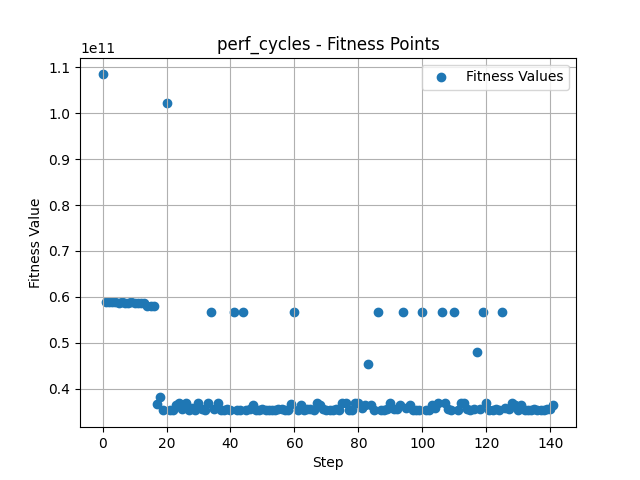 perf_cycles - Fitness Points
1e11
Fitness Values
1.1
1.0
0.9
0.8
0.7
0.6
0.5
0.4
Fitness Value
0 20 40 60 80 100 120 140
Step